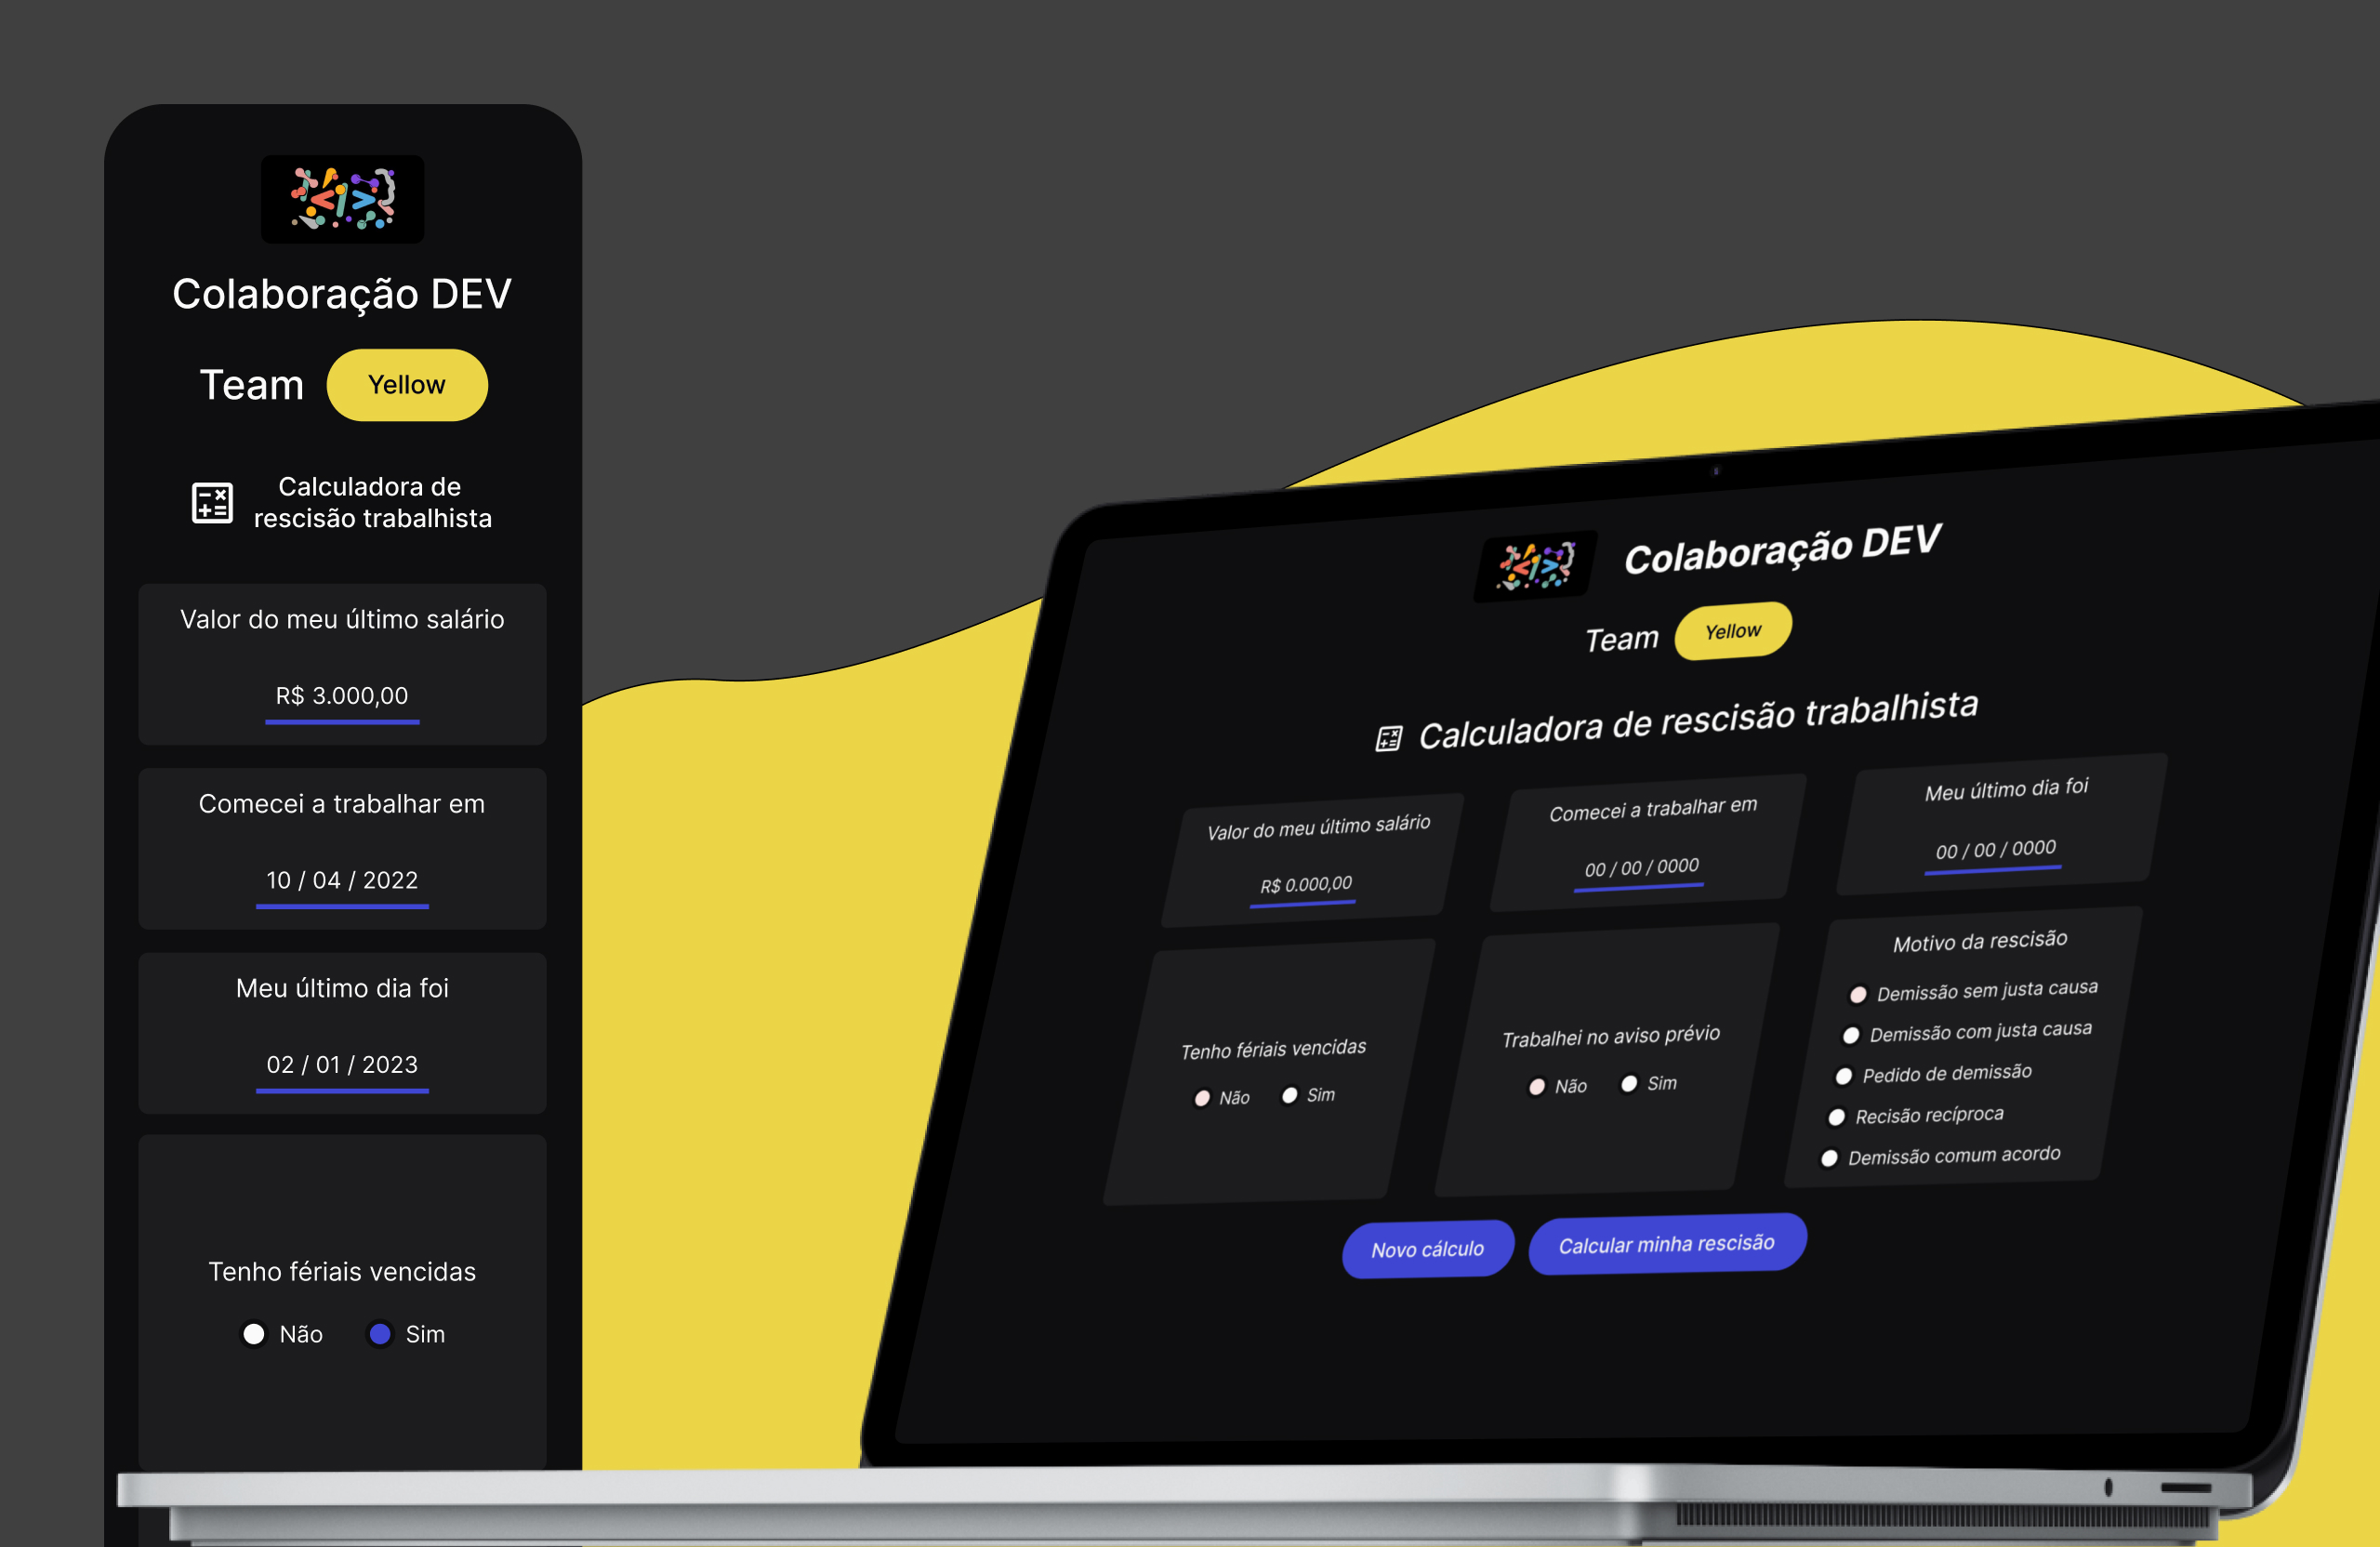 Colaboração DEV
Team Yellow
Calculadora de
rescisão trabalhista
Valor do meu último salário
R$ 3.000,00
Comecei a trabalhar em
10 / 04 / 2022
Meu último dia foi
02 / 01 / 2023
Tenho fériais vencidas
Não Sim
Colaboração DEV
Team Yellow
Calculadora de rescisão trabalhista
Valor do meu último salário
R$ 0.000,00
Comecei a trabalhar em
00 / 00 / 0000
Meu último dia foi
00 / 00 / 0000
Tenho fériais vencidas
Não Sim
Trabalhei no aviso prévio
Não Sim
Motivo da rescisão
Demissão sem justa causa
Demissão com justa causa
Pedido de demissão
Recisão recíproca
Demissão comum acordo
Novo cálculo
Calcular minha rescisão